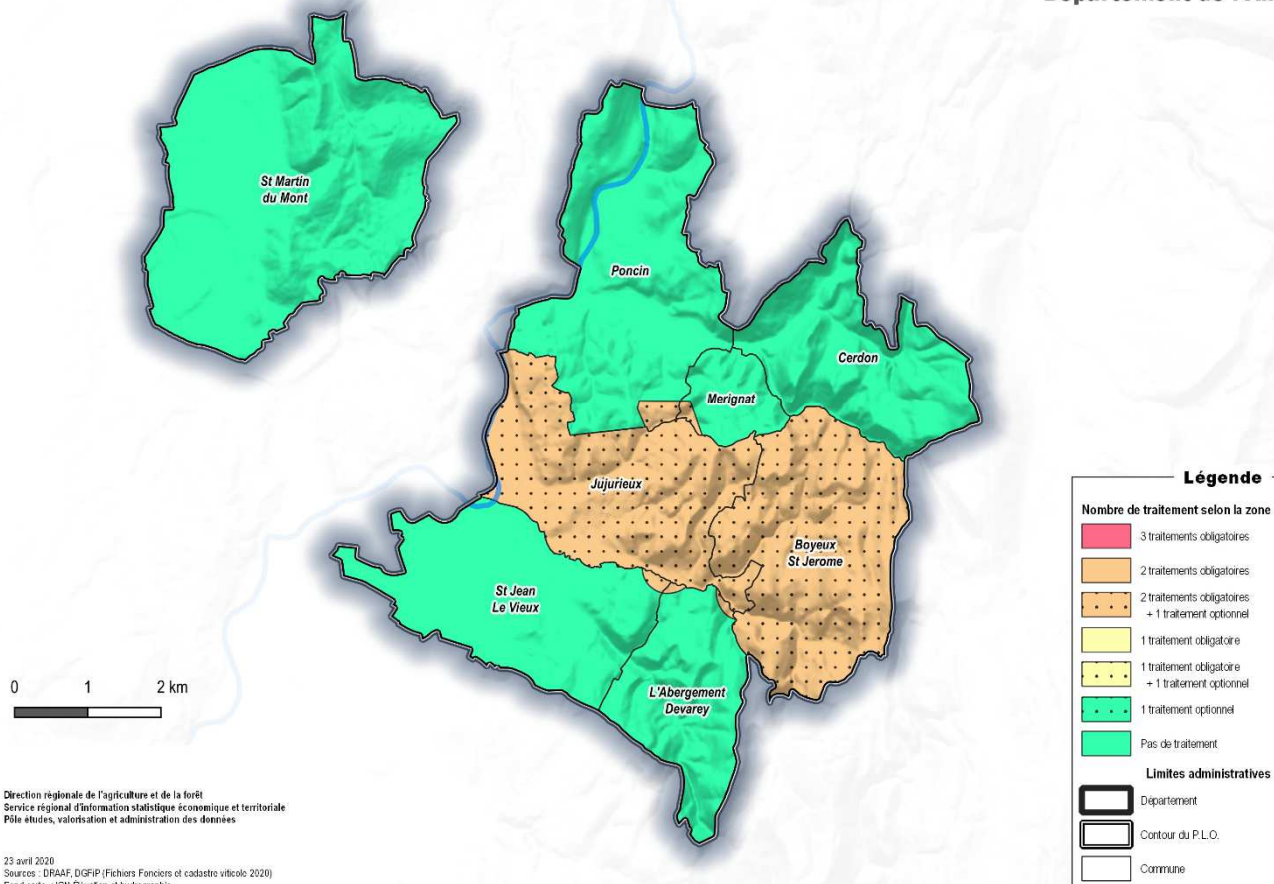 St Martin
du Mont
Poncin
Cerdon
Merignat
Jujurieux
Boyeux
St Jerome
St Jean
Le Vieux
L'Abergement
Devarey
0 1 2 km
Légende
Nombre de traitement selon la zone
3 traitements obligatoires
2 traitements obligatoires
2 traitements obligatoires
+ 1 traitement optionnel
1 traitement obligatoire
1 traitement obligatoire
+ 1 traitement optionnel
1 traitement optionnel
Pas de traitement
Limites administratives
Département
Contour du P.L.O.
Commune
Direction régionale de l'agriculture et de la forêt
Service régional d'information statistique économique et territoriale
Pôle études, valorisation et administration des données
23 avril 2020
Sources : DRAAF, DGFiP (Fichiers Fonciers et cadastre viticole 2020)